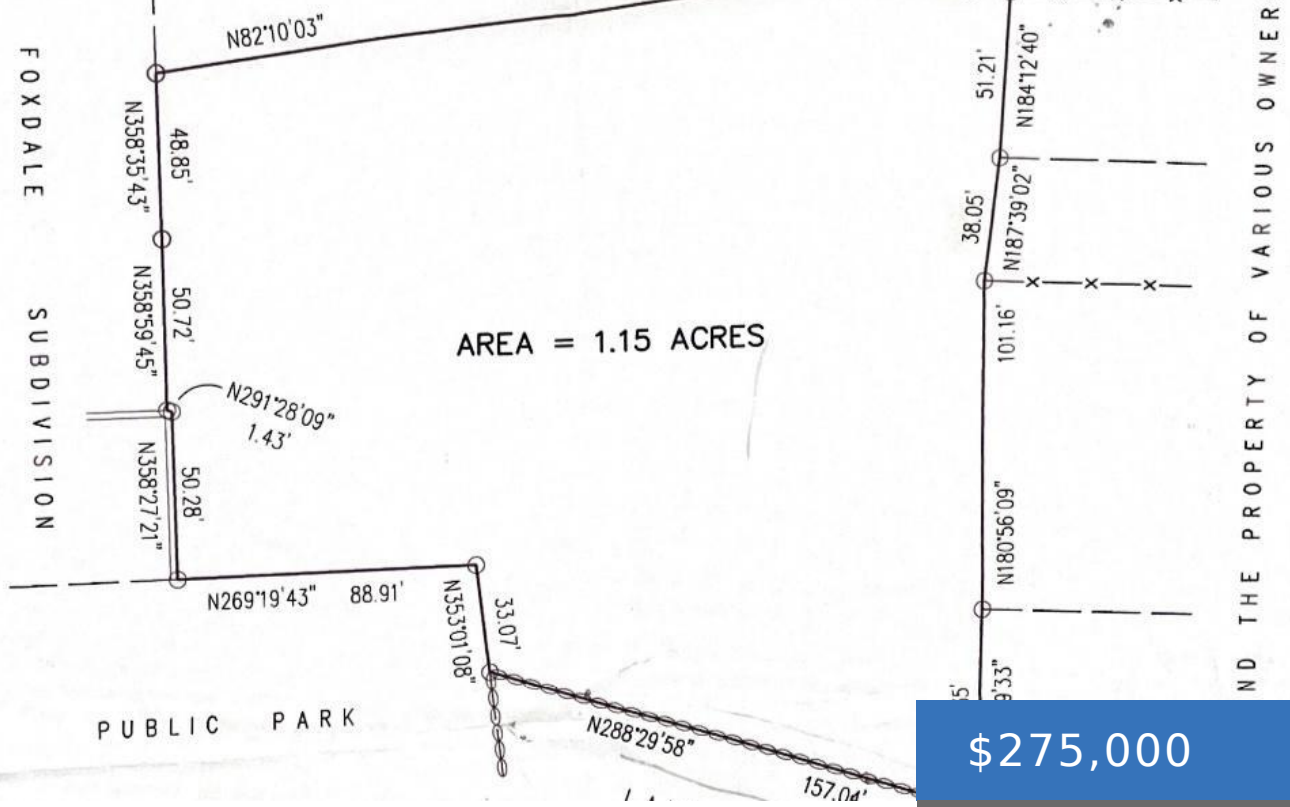 N82°10'03"
FOXDALE SUBDIVISION
N358°35'43"
48.85'
N358°59'45"
50.72'
N291°28'09"
1.43'
N358°27'21"
50.28'
N269°19'43" 88.91'
N353°01'08"
33.07'
PUBLIC PARK
N288°29'58"
157.04'
AREA = 1.15 ACRES
51.21'
N184°12'40"
38.05'
N187°39'02"
101.16'
N180°56'09"
ND THE PROPERTY OF VARIOUS OWNER
$275,000